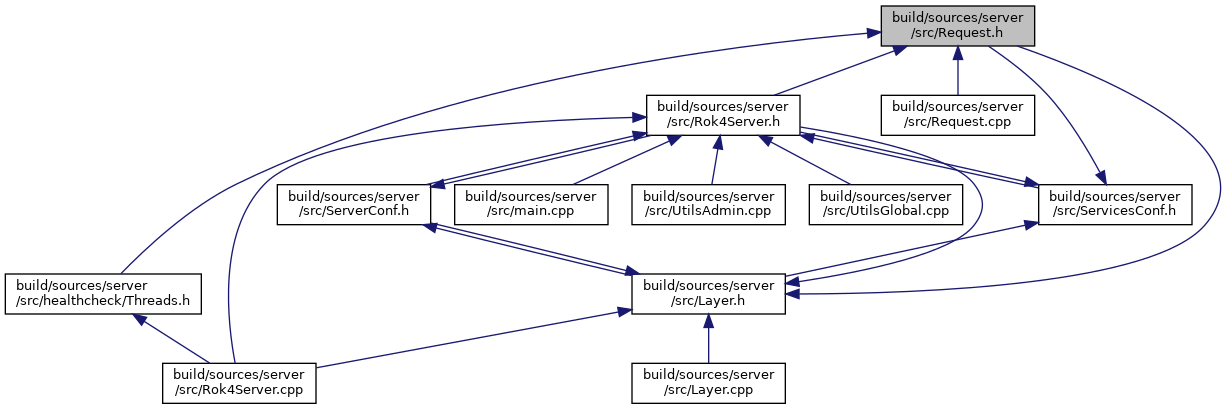 build/sources/server
/src/Request.h
build/sources/server
/src/Rok4Server.h
build/sources/server
/src/Request.cpp
build/sources/server
/src/ServerConf.h
build/sources/server
/src/main.cpp
build/sources/server
/src/UtilsAdmin.cpp
build/sources/server
/src/UtilsGlobal.cpp
build/sources/server
/src/ServicesConf.h
build/sources/server
/src/healthcheck/Threads.h
build/sources/server
/src/Layer.h
build/sources/server
/src/Rok4Server.cpp
build/sources/server
/src/Layer.cpp